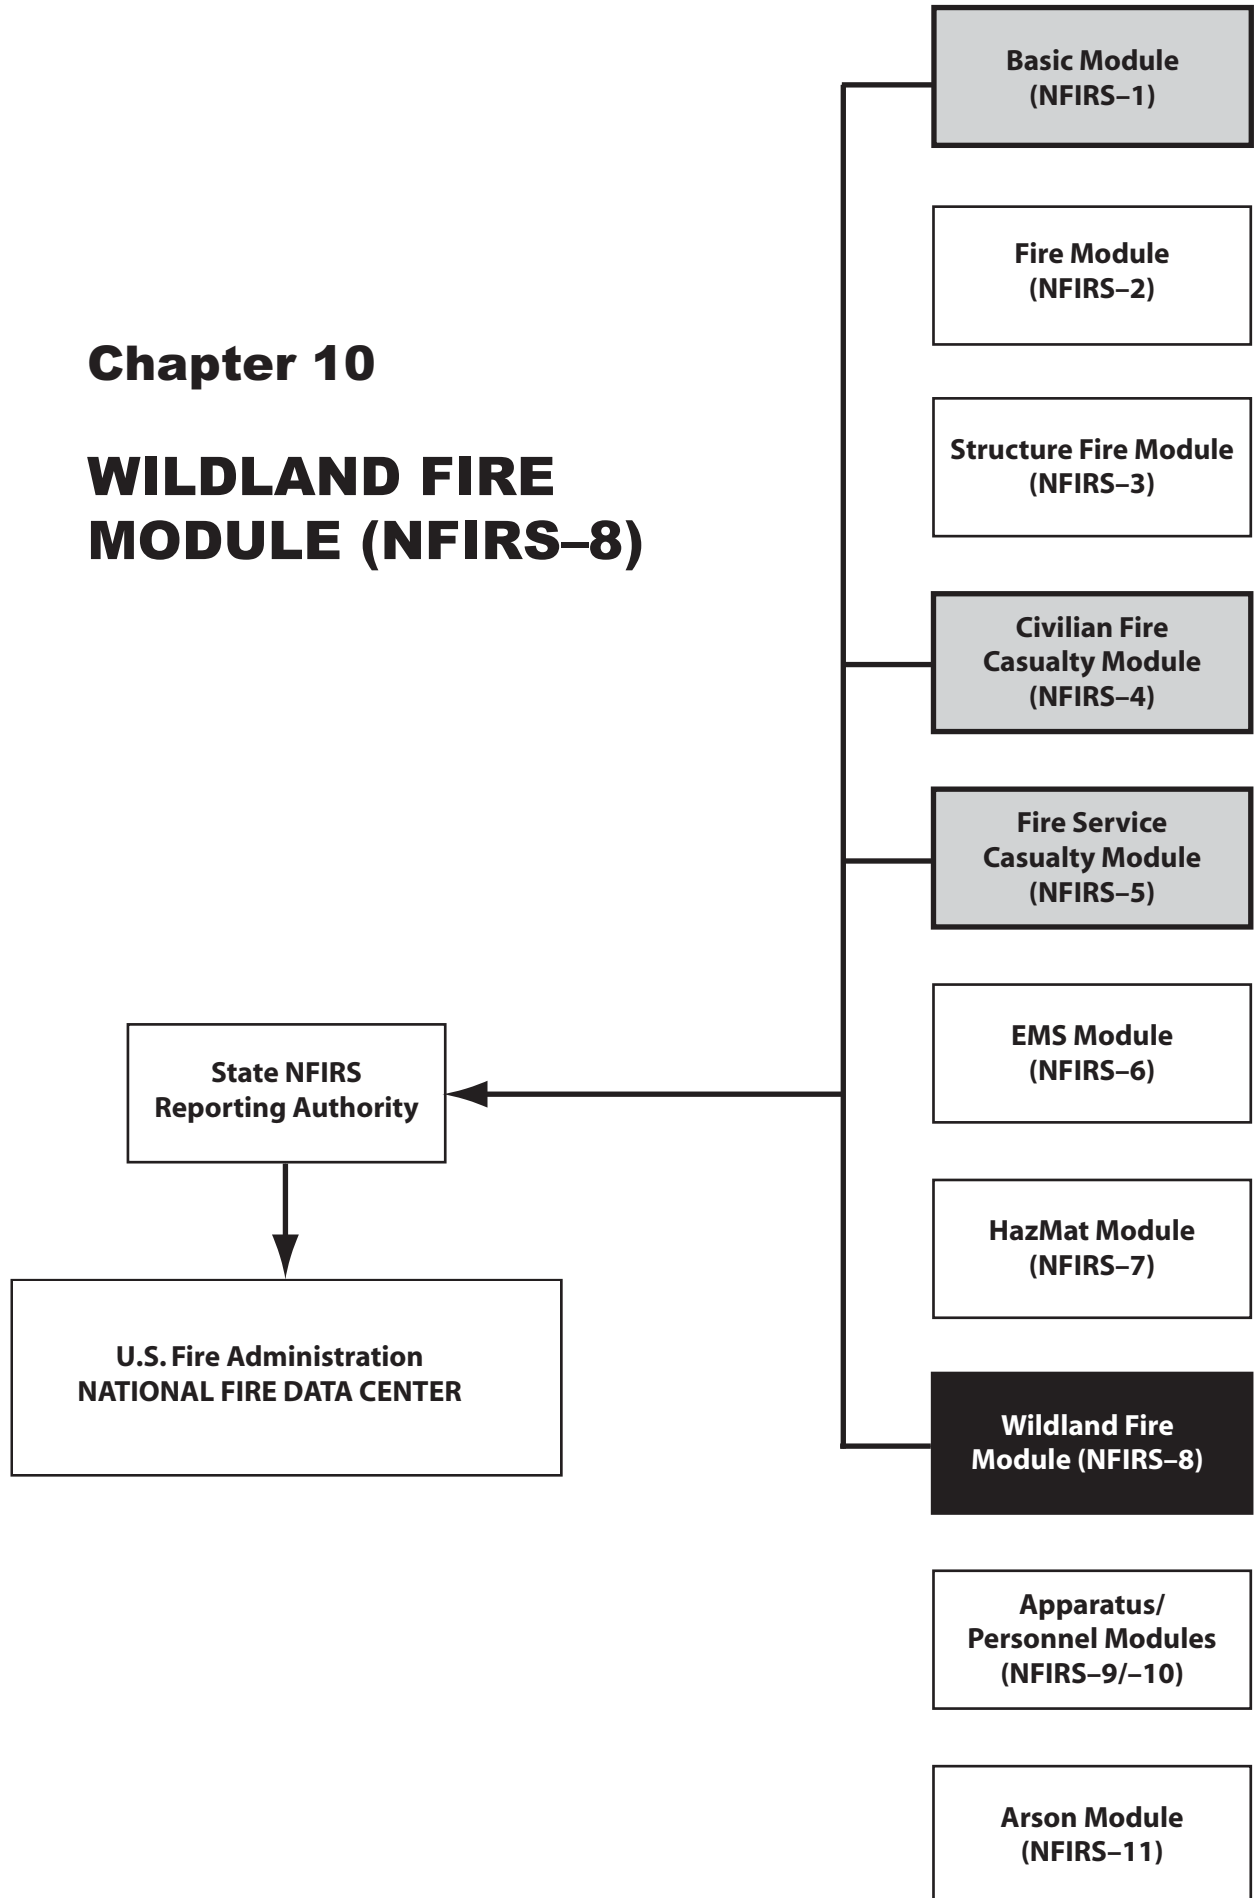 Chapter 10
WILDLAND FIRE
MODULE (NFIRS–8)
Basic Module
(NFIRS–1)
Fire Module
(NFIRS–2)
Structure Fire Module
(NFIRS–3)
Civilian Fire
Casualty Module
(NFIRS–4)
Fire Service
Casualty Module
(NFIRS–5)
EMS Module
(NFIRS–6)
HazMat Module
(NFIRS–7)
Wildland Fire
Module (NFIRS–8)
Apparatus/
Personnel Modules
(NFIRS–9/–10)
Arson Module
(NFIRS–11)
State NFIRS
Reporting Authority
U.S. Fire Administration
NATIONAL FIRE DATA CENTER